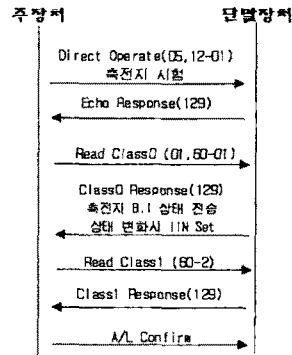 주장처 단말장처
Direct Operate(05,12-01)
축전지 시험
Echo Response(129)
Read Class0 (01,60-01)
Class0 Response(129)
축전지 B.I 상태 전송
상태 변화시 IIN Set
Read Class1 (60-2)
Class1 Response(129)
A/L Confirm